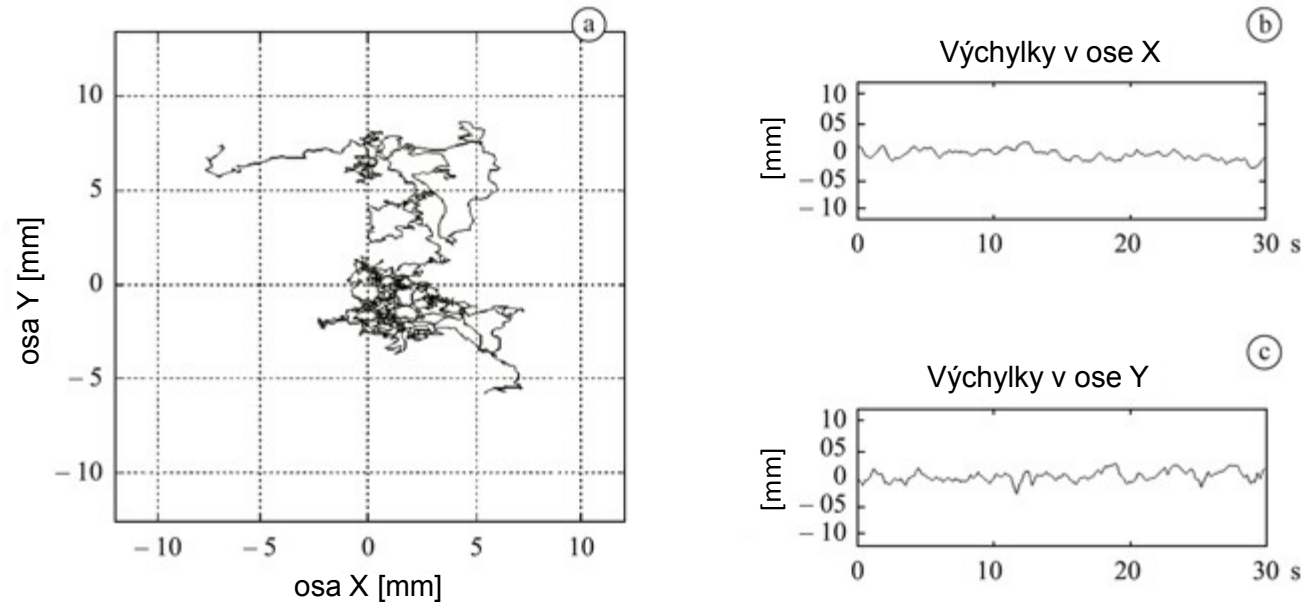 a
10
5
0
– 5
– 10
osa Y [mm]
– 10 – 5 0 5 10
osa X [mm]
b
Výchylky v ose X
10
05
0
– 05
– 10
[mm]
0 10 20 30 s
c
Výchylky v ose Y
10
05
0
– 05
– 10
[mm]
0 10 20 30 s